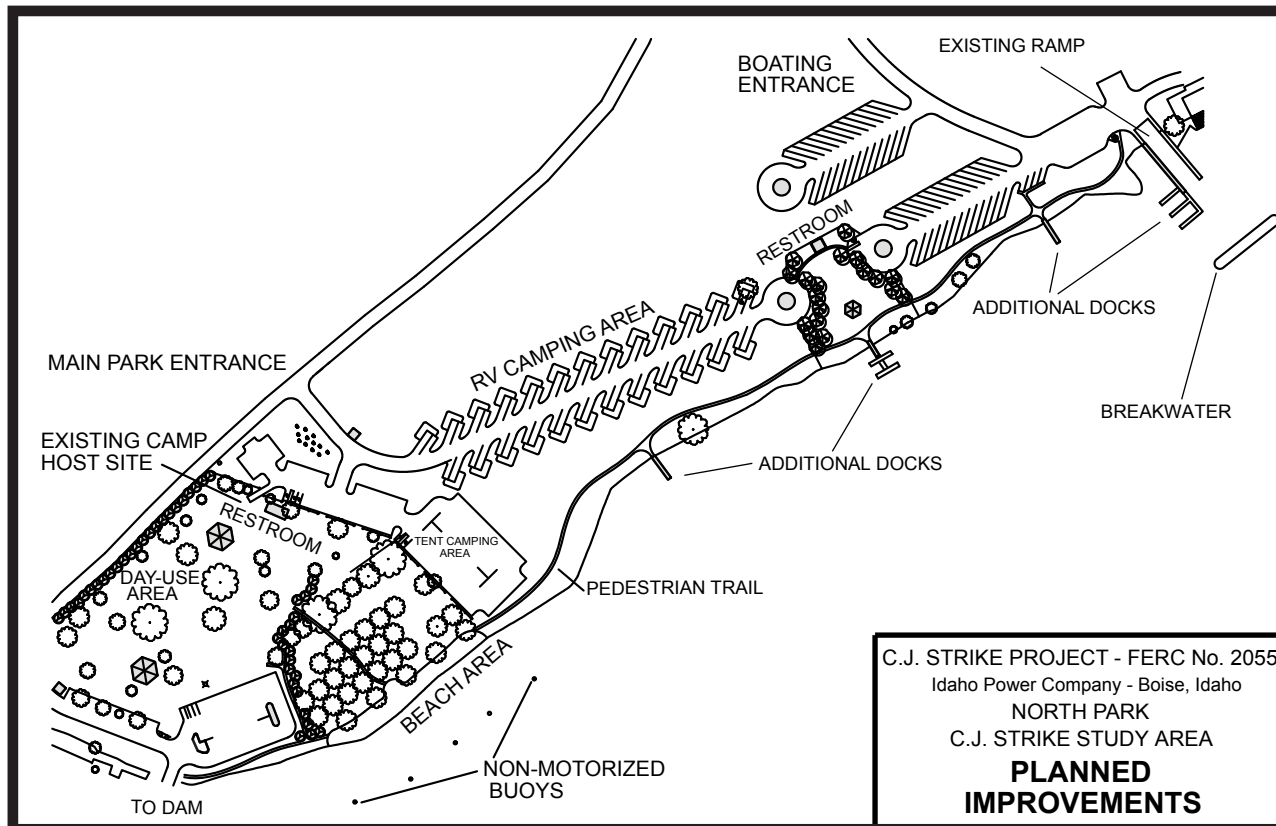 EXISTING RAMP
BOATING
ENTRANCE
RESTROOM
ADDITIONAL DOCKS
RV CAMPING AREA
MAIN PARK ENTRANCE
BREAKWATER
EXISTING CAMP
HOST SITE
ADDITIONAL DOCKS
RESTROOM
TENT CAMPING
AREA
DAY-USE
AREA
PEDESTRIAN TRAIL
BEACH AREA
NON-MOTORIZED
BUOYS
TO DAM
C.J. STRIKE PROJECT - FERC No. 2055
Idaho Power Company - Boise, Idaho
NORTH PARK
C.J. STRIKE STUDY AREA
PLANNED
IMPROVEMENTS